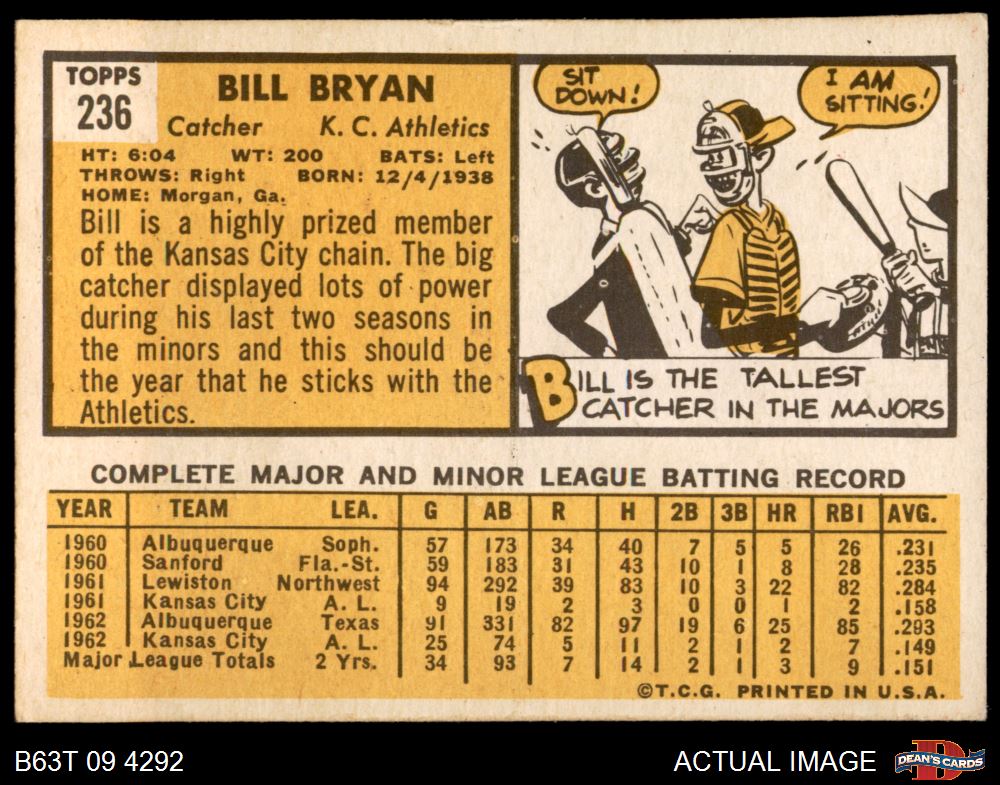 TOPPS
236
BILL BRYAN
Catcher K. C. Athletics
HT: 6:04 WT: 200 BATS: Left
THROWS: Right BORN: 12/4/1938
HOME: Morgan, Ga.
Bill is a highly prized member
of the Kansas City chain. The big
catcher displayed lots of power
during his last two seasons in
the minors and this should be
the year that he sticks with the
Athletics.
SIT
DOWN!
I AM
SITTING!
BILL IS THE TALLEST
CATCHER IN THE MAJORS
COMPLETE MAJOR AND MINOR LEAGUE BATTING RECORD
YEAR TEAM LEA. G AB R H 2B 3B HR RBI AVG.
1960 Albuquerque Soph. 57 173 34 40 7 5 5 26 .231
1960 Sanford Fla.-St. 59 183 31 43 10 1 8 28 .235
1961 Lewiston Northwest 94 292 39 83 10 3 22 82 .284
1961 Kansas City A. L. 9 19 2 3 0 0 1 2 .158
1962 Albuquerque Texas 91 331 82 97 19 6 25 85 .293
1962 Kansas City A. L. 25 74 5 11 2 1 2 7 .149
Major League Totals 2 Yrs. 34 93 7 14 2 1 3 9 .151
©T.C.G. PRINTED IN U.S.A.
B63T 09 4292
ACTUAL IMAGE
D
DEAN'S CARDS